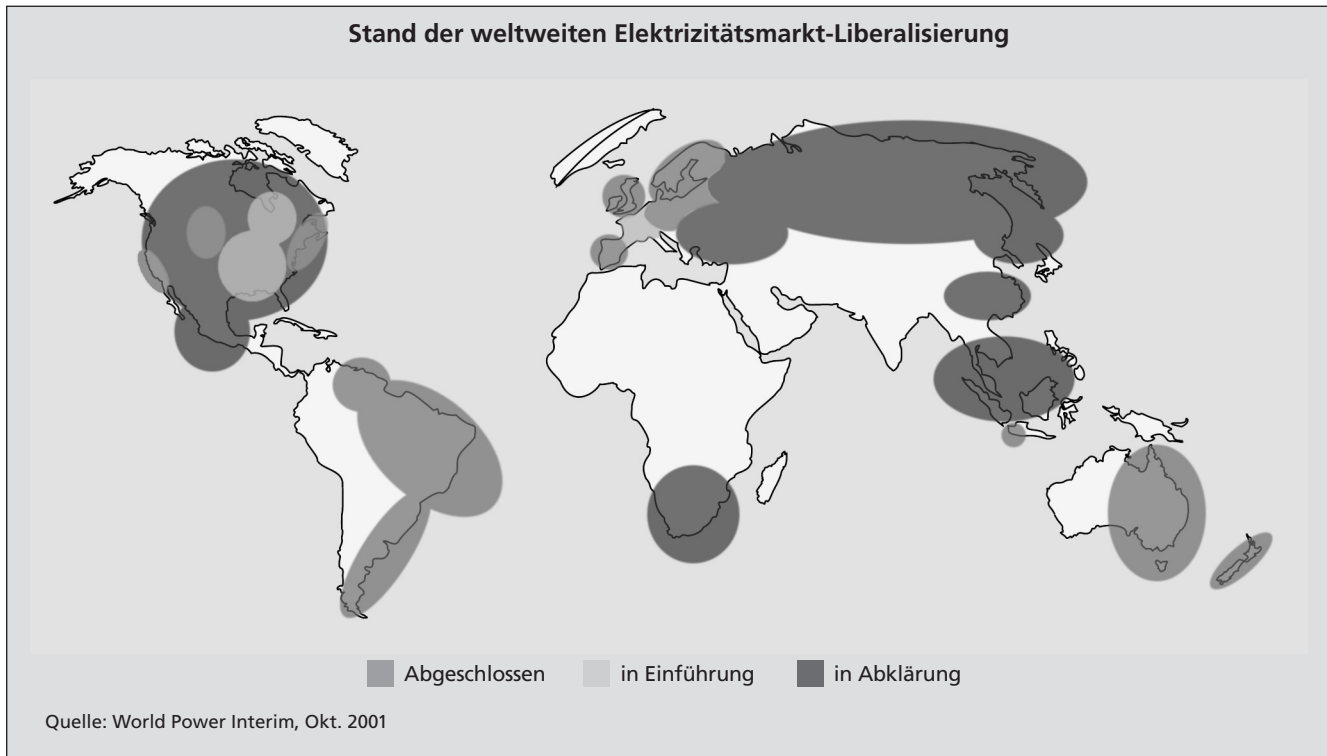 Stand der weltweiten Elektrizitätsmarkt-Liberalisierung
Abgeschlossen in Einführung in Abklärung
Quelle: World Power Interim, Okt. 2001